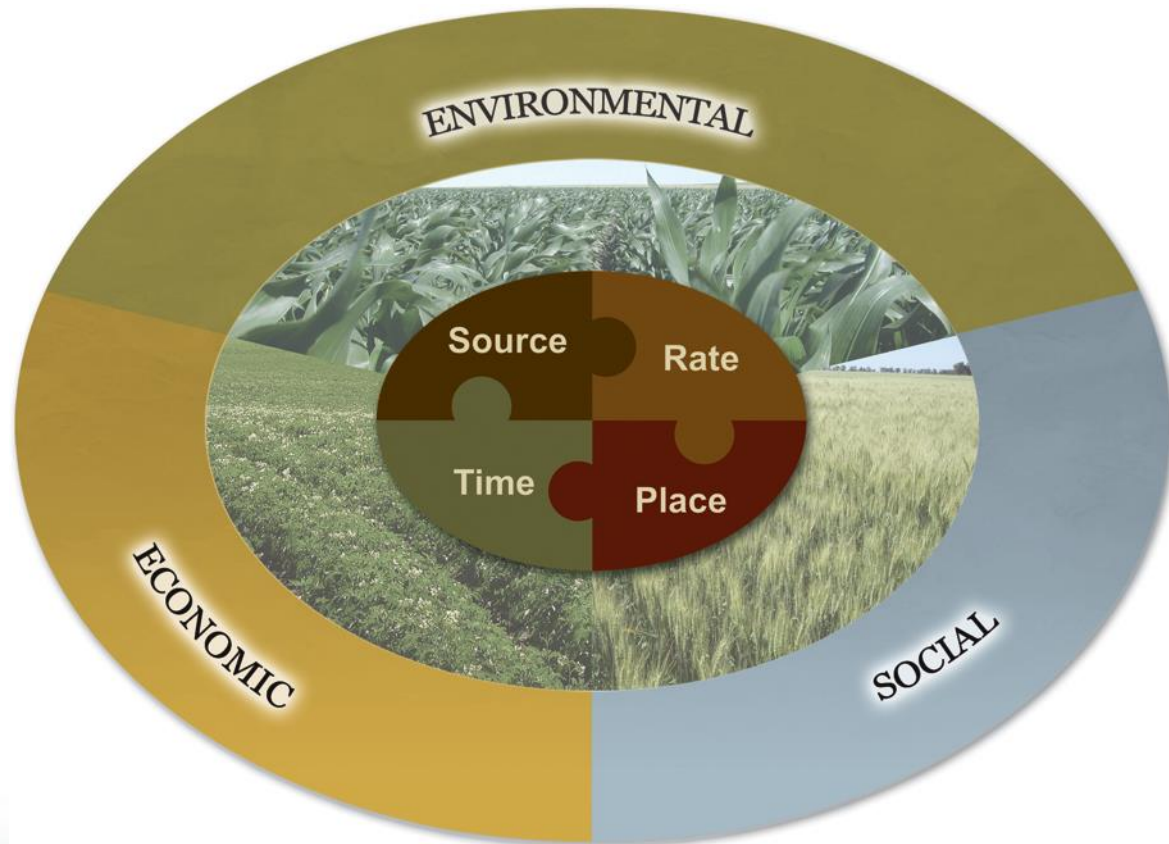 ENVIRONMENTAL
Source
Rate
Time
Place
ECONOMIC
SOCIAL